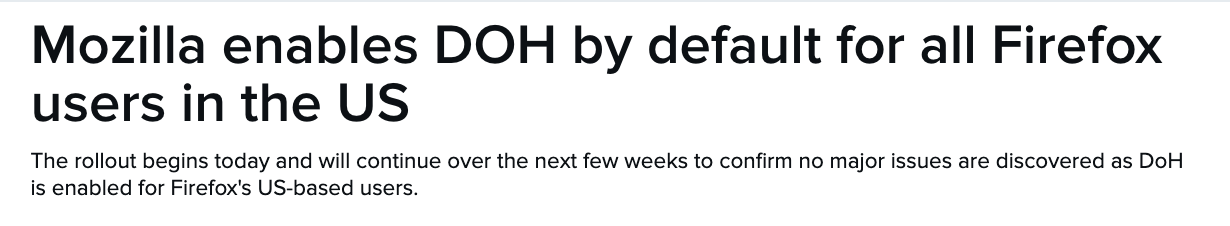 Mozilla enables DOH by default for all Firefox
users in the US
The rollout begins today and will continue over the next few weeks to confirm no major issues are discovered as DoH
is enabled for Firefox's US-based users.